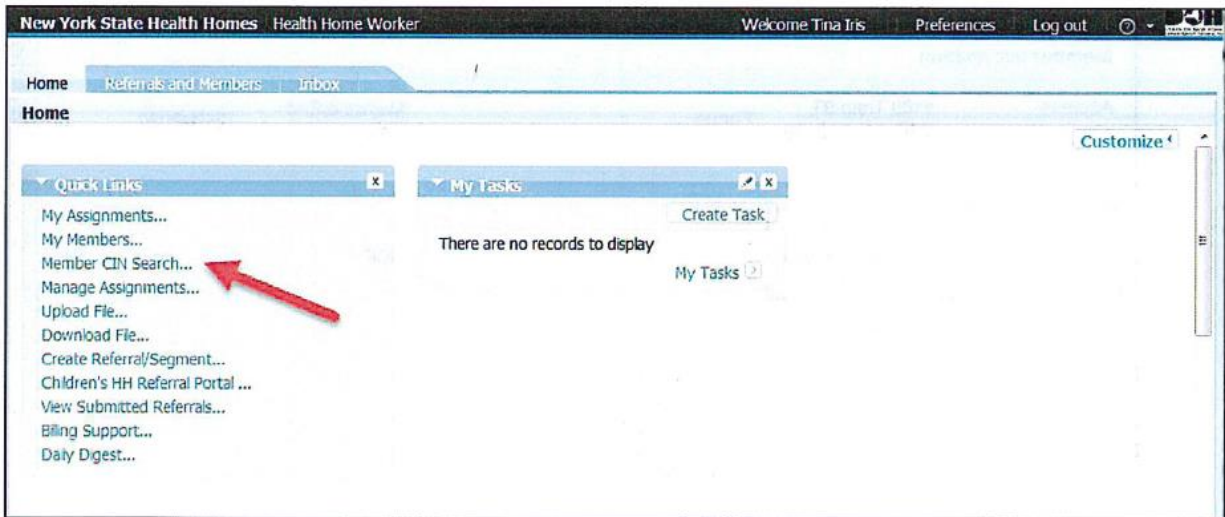 New York State Health Homes Health Home Worker Welcome Tina Iris Preferences Log out
Home Referrals and Members Inbox
Home
Customize
Quick Links
My Assignments...
My Members...
Member CIN Search...
Manage Assignments...
Upload File...
Download File...
Create Referral/Segment...
Children's HH Referral Portal ...
View Submitted Referrals...
Billing Support...
Daily Digest...
My Tasks
Create Task
There are no records to display
My Tasks